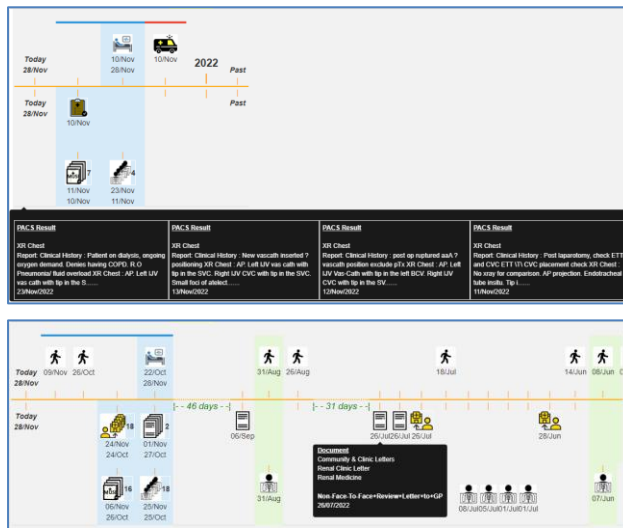 10/Nov 10/Nov
Today 28/Nov 2022
28/Nov Past
Today Past
28/Nov
10/Nov
7 4
11/Nov 23/Nov
10/Nov 11/Nov
PACS Result
XR Chest
Report: Clinical History : Patient on dialysis, ongoing
oxygen demand. Denies having COPD. R.O
Pneumonia/ fluid overload XR Chest : AP. Left IJV
vas cath with tip in the S.......
23/Nov/2022
PACS Result
XR Chest
Report: Clinical History : New vascath inserted ?
positioning XR Chest : AP. Left IJV vas cath with
tip in the SVC. Right IJV CVC with tip in the SVC.
Small foci of atelect......
13/Nov/2022
PACS Result
XR Chest
Report: Clinical History : post op ruptured aaA ?
vascath position exclude pTx XR Chest : AP. Left
IJV Vas-Cath with tip in the left BCV. Right IJV
CVC with tip in the SV......
12/Nov/2022
PACS Result
XR Chest
Report: Clinical History : Post laparotomy, check ETT
and CVC ETT \T\ CVC placement check XR Chest :
No xray for comparison. AP projection. Endotracheal
tube insitu. Tip i......
11/Nov/2022
Today 09/Nov 26/Oct 22/Oct 31/Aug 26/Aug 18/Jul 14/Jun 08/Jun
28/Nov 28/Nov
|- - 46 days - -| |- - 31 days - -|
Today
28/Nov
18 2 06/Sep 26/Jul 26/Jul 26/Jul 28/Jun
24/Nov 01/Nov
24/Oct 27/Oct
Document
Community & Clinic Letters
Renal Clinic Letter
Renal Medicine
Non-Face-To-Face+Review+Letter+to+GP
26/07/2022
16 18
06/Nov 25/Nov 31/Aug 08/Jul 05/Jul 01/Jul 01/Jul 07/Jun
26/Oct 25/Oct